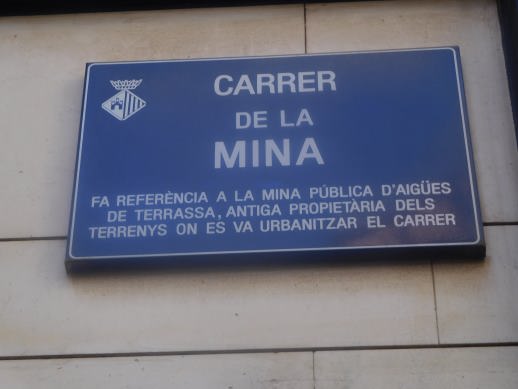 CARRER
DE LA
MINA
FA REFERÈNCIA A LA MINA PÚBLICA D'AIGÜES
DE TERRASSA, ANTIGA PROPIETÀRIA DELS
TERRENYS ON ES VA URBANITZAR EL CARRER